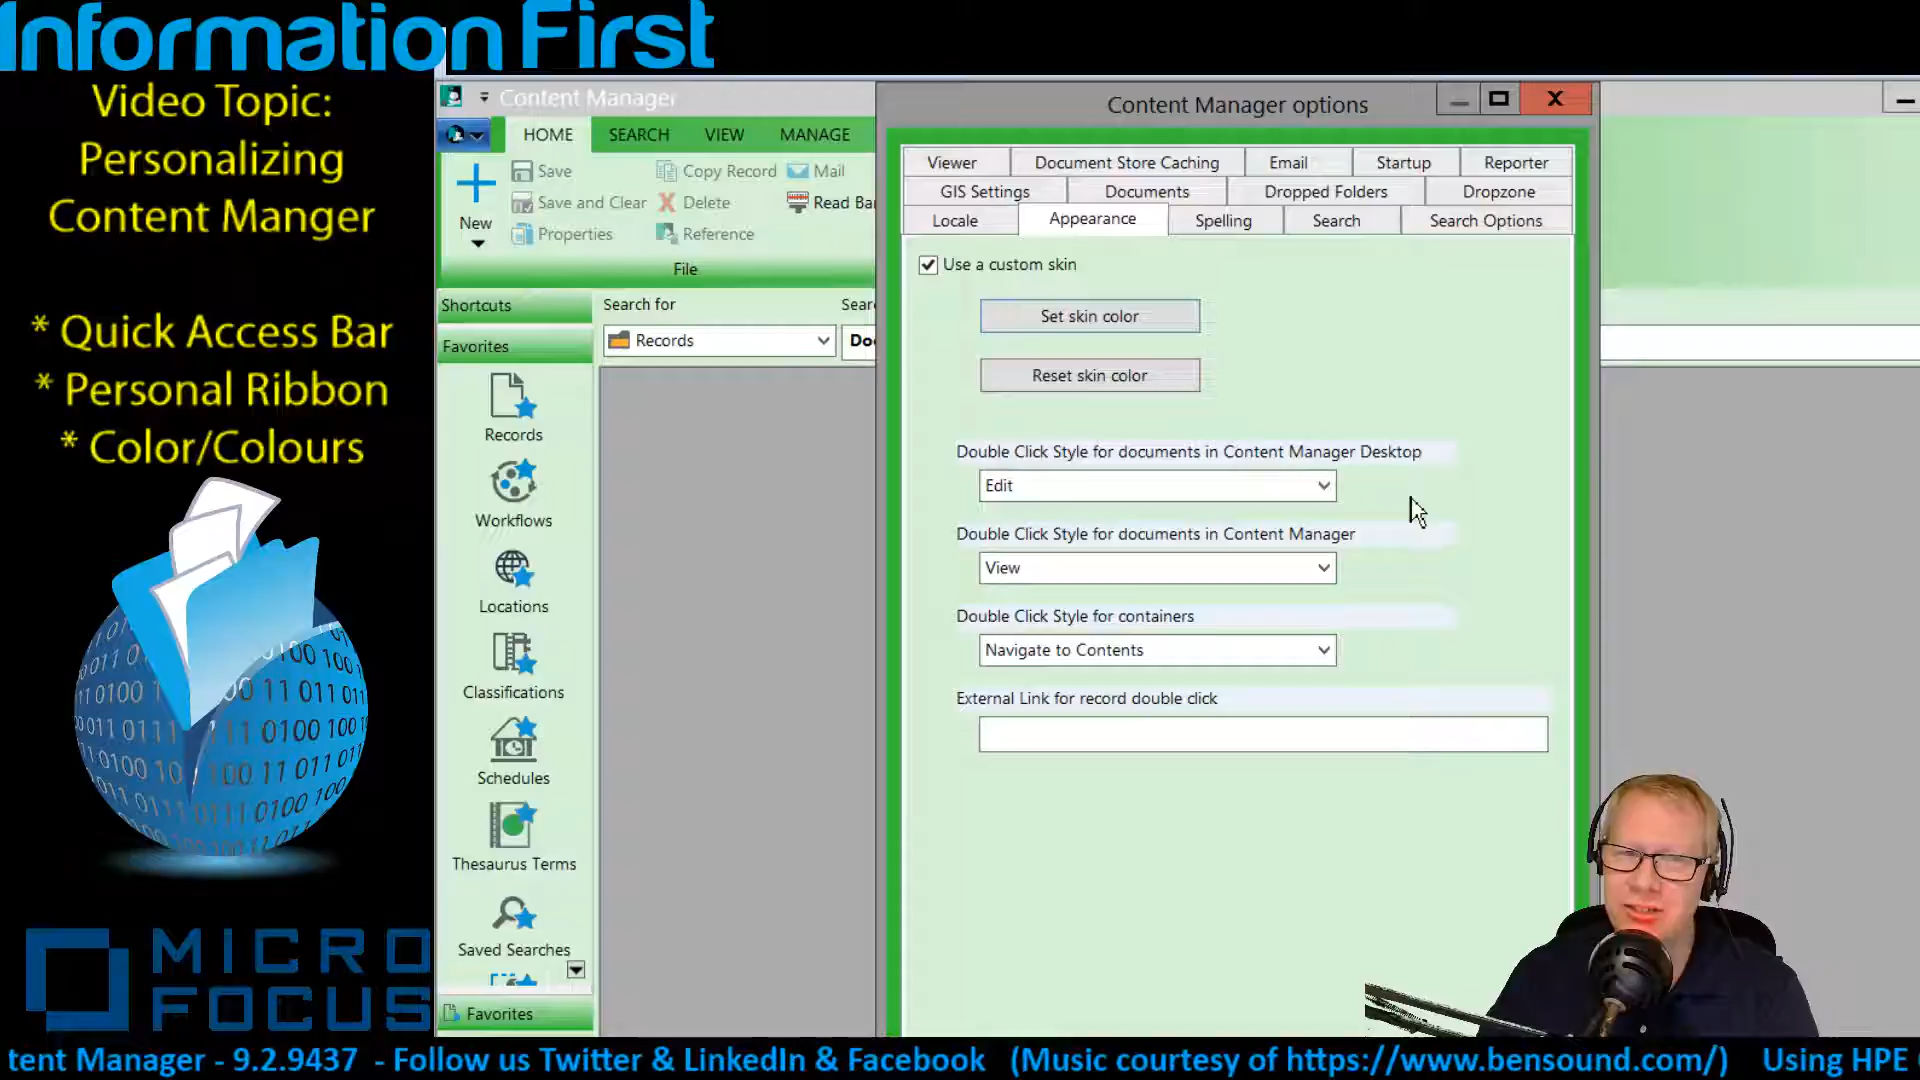 Information First
Video Topic:
Personalizing
Content Manger
* Quick Access Bar
* Personal Ribbon
* Color/Colours
MICRO
FOCUS
Content Manager
HOME
SEARCH
VIEW
MANAGE
New
Save
Save and Clear
Properties
Copy Record
Delete
Reference
Mail
Read Bar
File
Shortcuts
Favorites
Records
Workflows
Locations
Classifications
Schedules
Thesaurus Terms
Saved Searches
Favorites
Search for
Records
Sear
Doc
Content Manager options
Viewer
Document Store Caching
Email
Startup
Reporter
GIS Settings
Documents
Dropped Folders
Dropzone
Locale
Appearance
Spelling
Search
Search Options
Use a custom skin
Set skin color
Reset skin color
Double Click Style for documents in Content Manager Desktop
Edit
Double Click Style for documents in Content Manager
View
Double Click Style for containers
Navigate to Contents
External Link for record double click
tent Manager - 9.2.9437 - Follow us Twitter & LinkedIn & Facebook (Music courtesy of https://www.bensound.com/) Using HPE